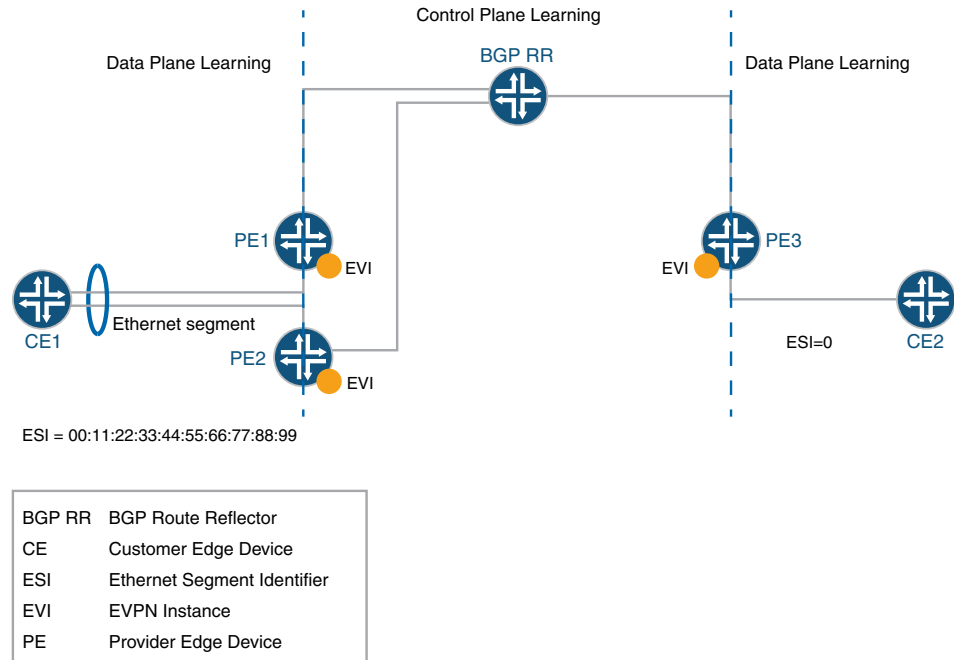 Control Plane Learning
Data Plane Learning
BGP RR
Data Plane Learning
PE1
EVI
EVI
PE3
Ethernet segment
CE1
PE2
EVI
ESI=0
CE2
ESI = 00:11:22:33:44:55:66:77:88:99
BGP RR BGP Route Reflector
CE Customer Edge Device
ESI Ethernet Segment Identifier
EVI EVPN Instance
PE Provider Edge Device